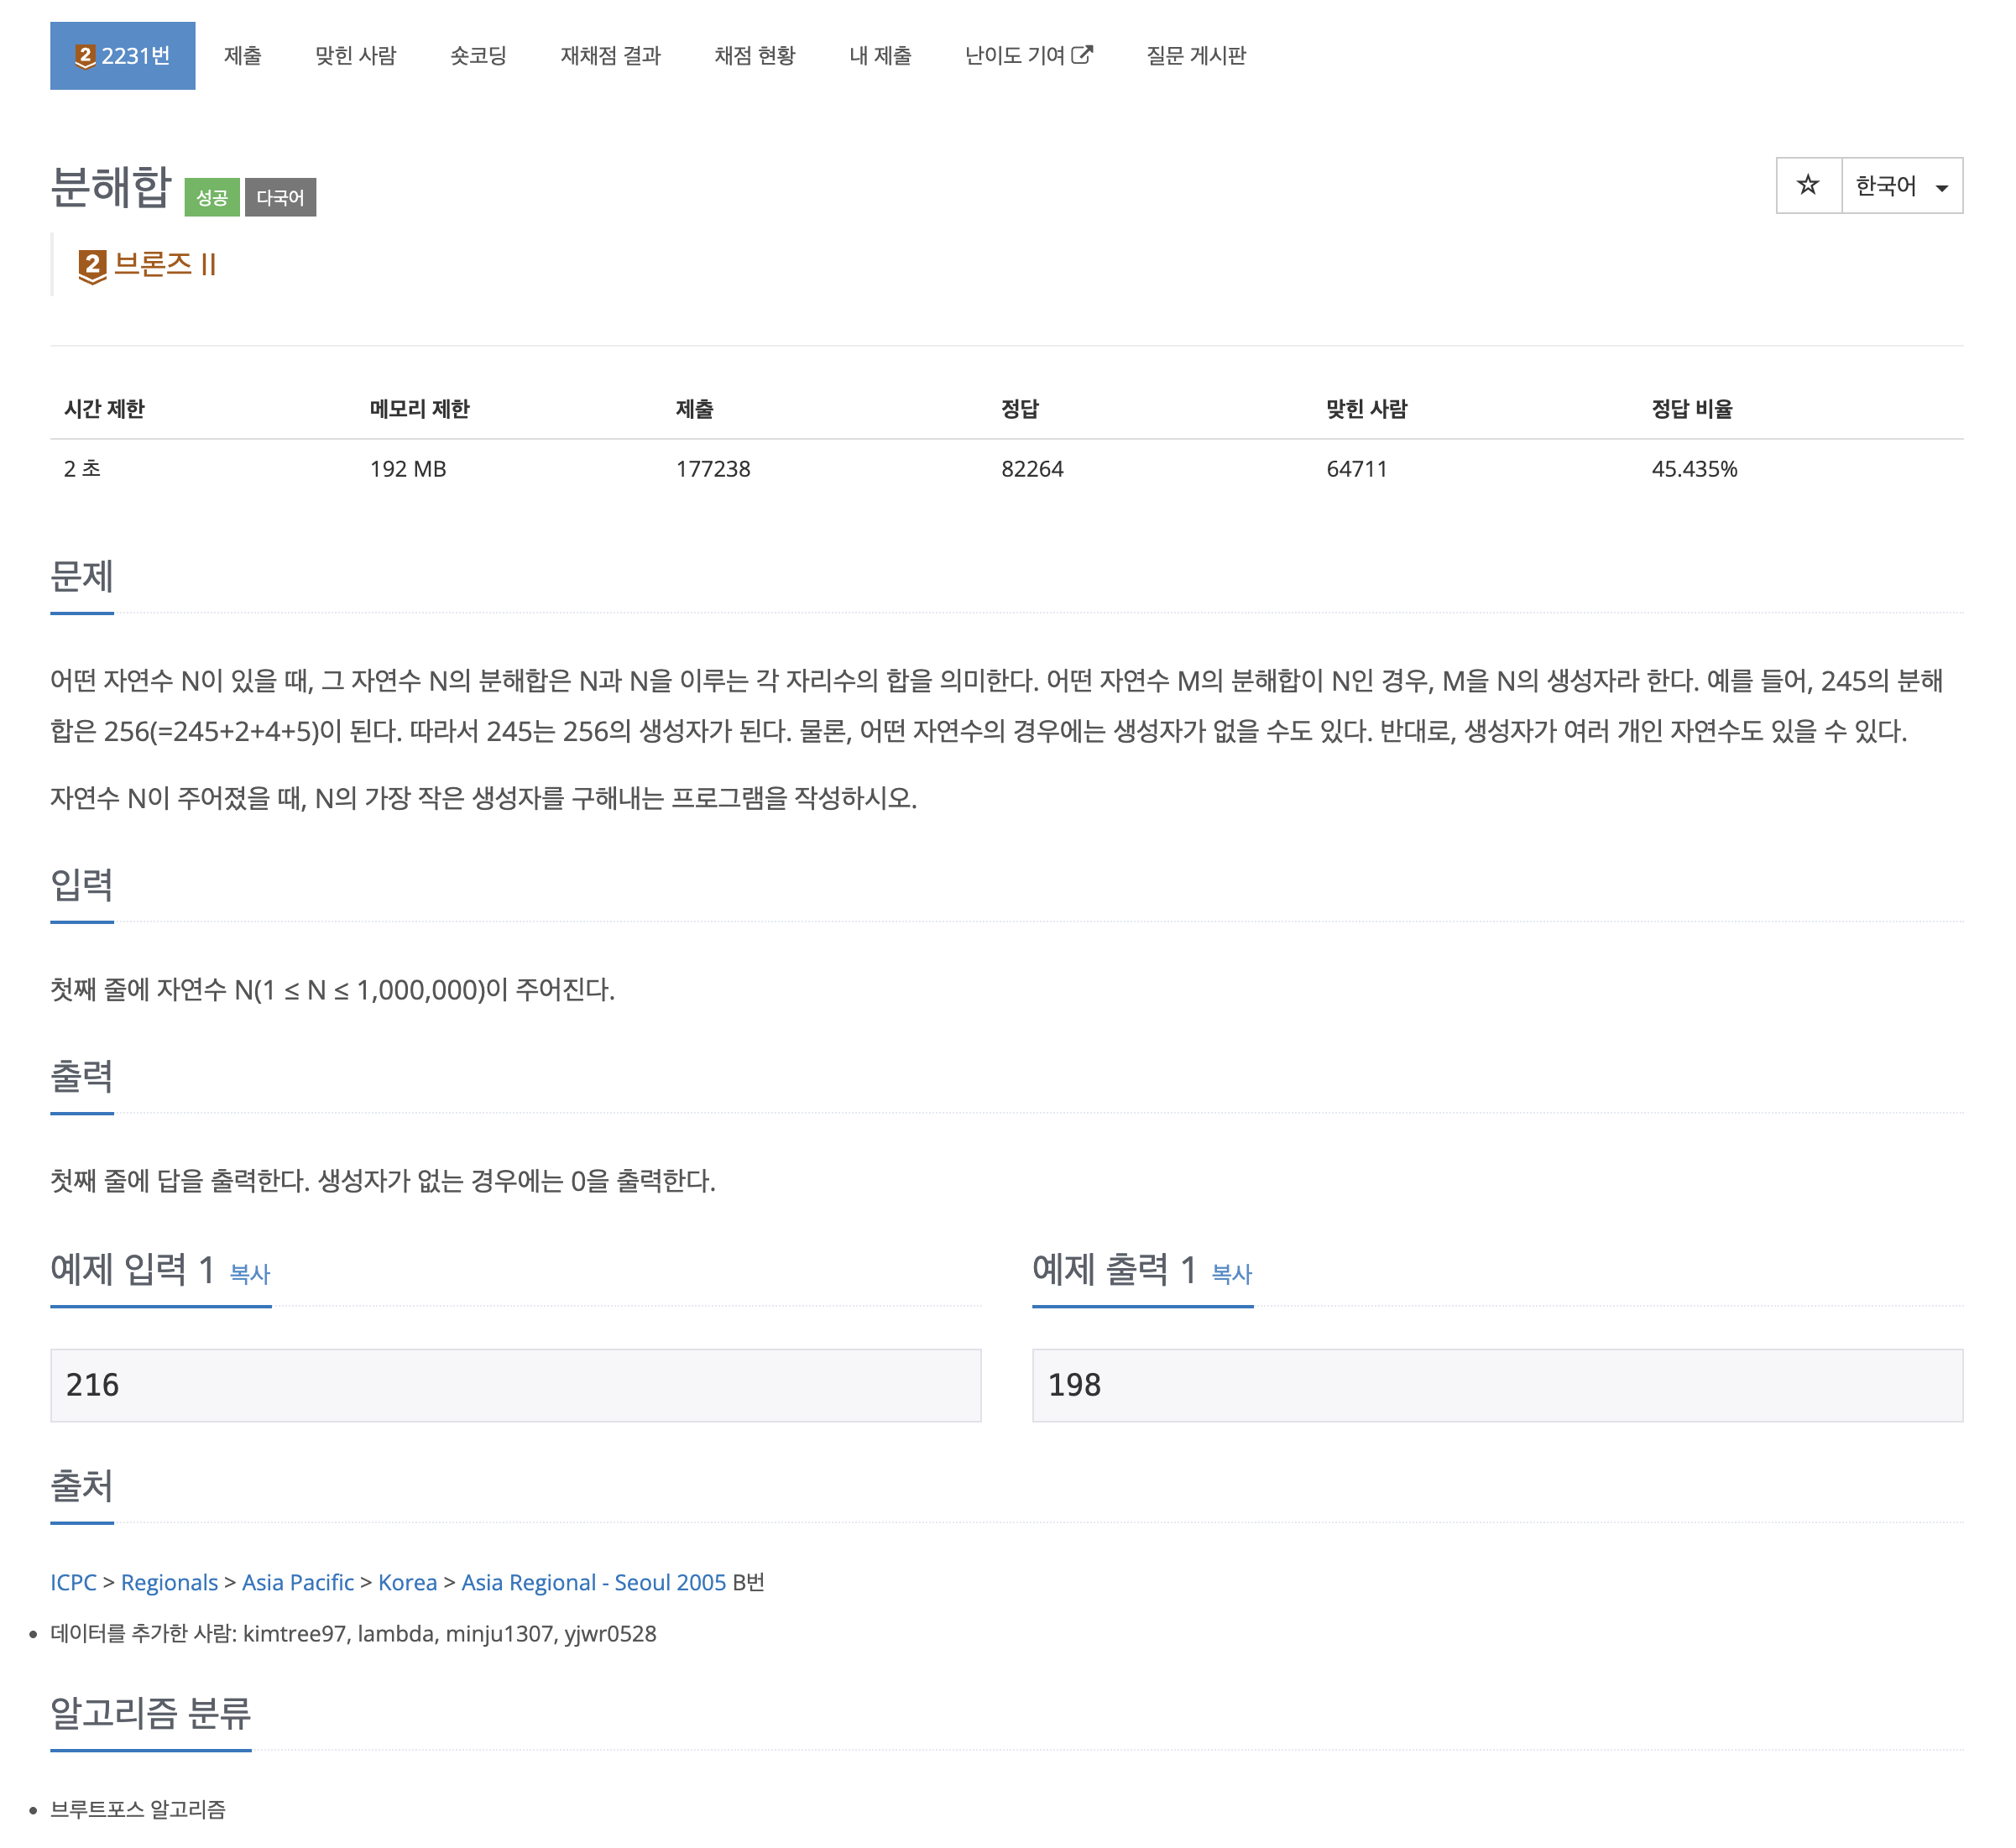 2 2231번 제출 맞힌 사람 숏코딩 재채점 결과 채점 현황 내 제출 난이도 기여 질문 게시판
분해합 성공 다국어
☆ 한국어
2 브론즈 II
시간 제한 메모리 제한 제출 정답 맞힌 사람 정답 비율
2 초 192 MB 177238 82264 64711 45.435%
문제
어떤 자연수 N이 있을 때, 그 자연수 N의 분해합은 N과 N을 이루는 각 자리수의 합을 의미한다. 어떤 자연수 M의 분해합이 N인 경우, M을 N의 생성자라 한다. 예를 들어, 245의 분해
합은 256(=245+2+4+5)이 된다. 따라서 245는 256의 생성자가 된다. 물론, 어떤 자연수의 경우에는 생성자가 없을 수도 있다. 반대로, 생성자가 여러 개인 자연수도 있을 수 있다.
자연수 N이 주어졌을 때, N의 가장 작은 생성자를 구해내는 프로그램을 작성하시오.
입력
첫째 줄에 자연수 N(1 ≤ N ≤ 1,000,000)이 주어진다.
출력
첫째 줄에 답을 출력한다. 생성자가 없는 경우에는 0을 출력한다.
예제 입력 1 복사
216
예제 출력 1 복사
198
출처
ICPC > Regionals > Asia Pacific > Korea > Asia Regional - Seoul 2005 B번
• 데이터를 추가한 사람: kimtree97, lambda, minju1307, yjwr0528
알고리즘 분류
• 브루트포스 알고리즘